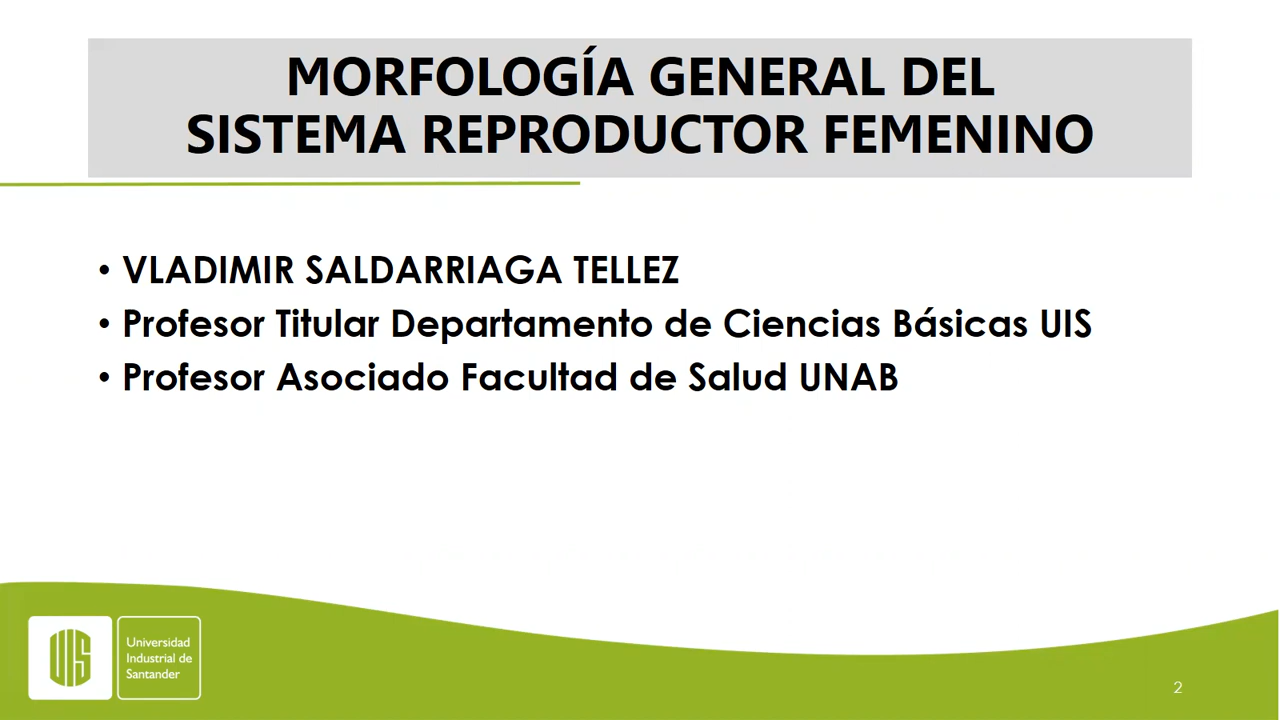 MORFOLOGÍA GENERAL DEL
SISTEMA REPRODUCTOR FEMENINO
• VLADIMIR SALDARRIAGA TELLEZ
• Profesor Titular Departamento de Ciencias Básicas UIS
• Profesor Asociado Facultad de Salud UNAB
UIS
Universidad
Industrial de
Santander
2